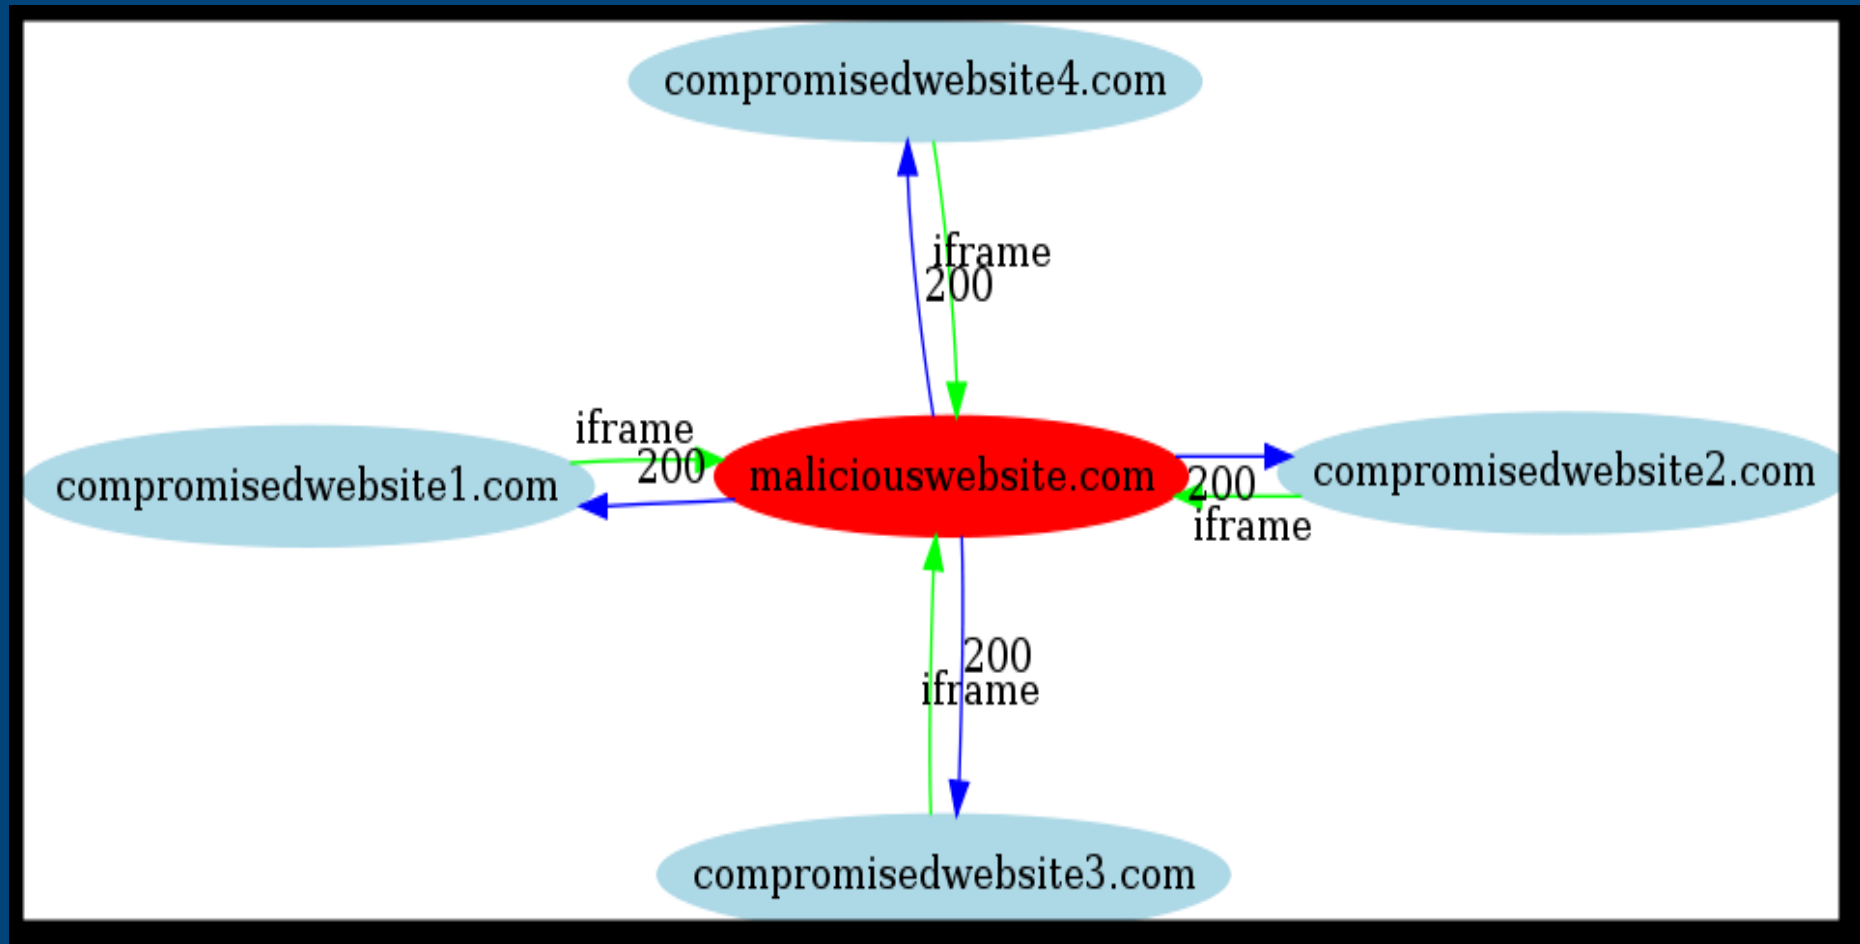 compromisedwebsite4.com
iframe
200
iframe
200
compromisedwebsite1.com
maliciouswebsite.com
compromisedwebsite2.com
200
iframe
200
iframe
compromisedwebsite3.com